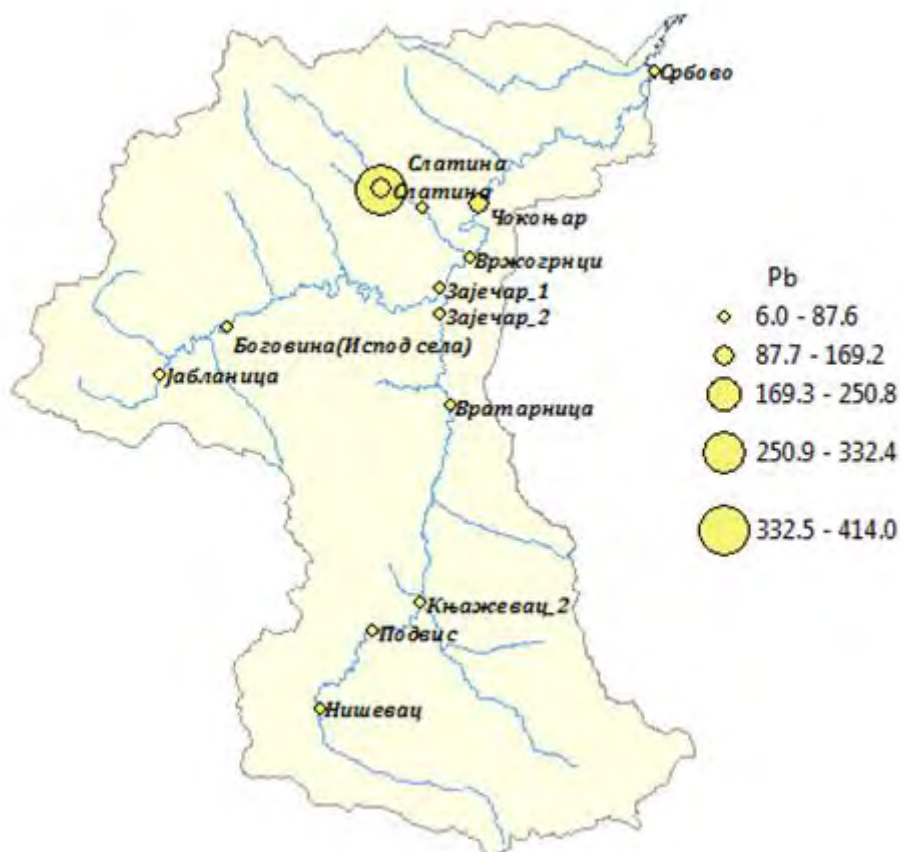 Србово
Слатина
Слатина
Чокоњар
Вржогрнци
Зајечар_1
Зајечар_2
Боговина(Испод села)
Јабланица
Вратарница
Књажевац_2
Подвис
Нишевац
Pb
6.0 - 87.6
87.7 - 169.2
169.3 - 250.8
250.9 - 332.4
332.5 - 414.0